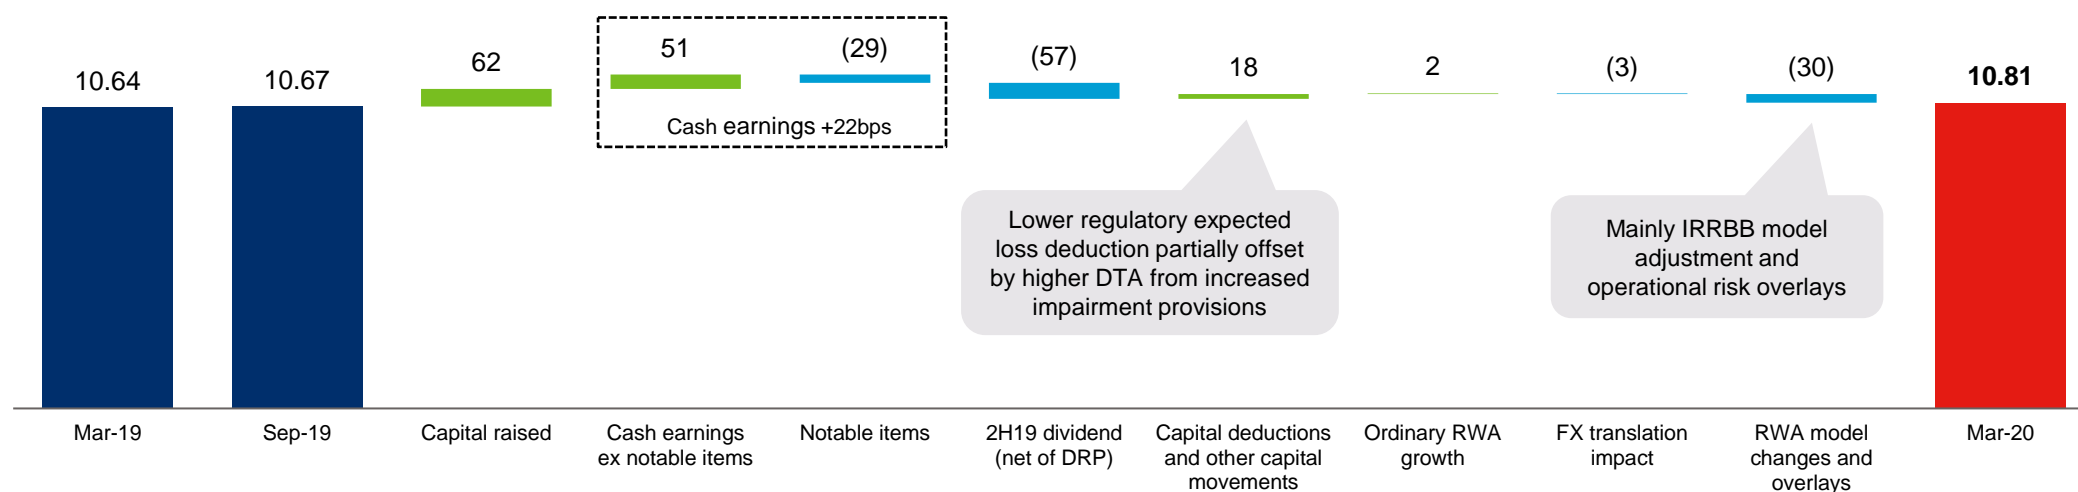 10.64
10.67
62
51
(29)
(57)
18
2
(3)
(30)
10.81
Cash earnings +22bps
Lower regulatory expected
loss deduction partially offset
by higher DTA from increased
impairment provisions
Mainly IRRBB model
adjustment and
operational risk overlays
Mar-19
Sep-19
Capital raised
Cash earnings
ex notable items
Notable items
2H19 dividend
(net of DRP)
Capital deductions
and other capital
movements
Ordinary RWA
growth
FX translation
impact
RWA model
changes and
overlays
Mar-20